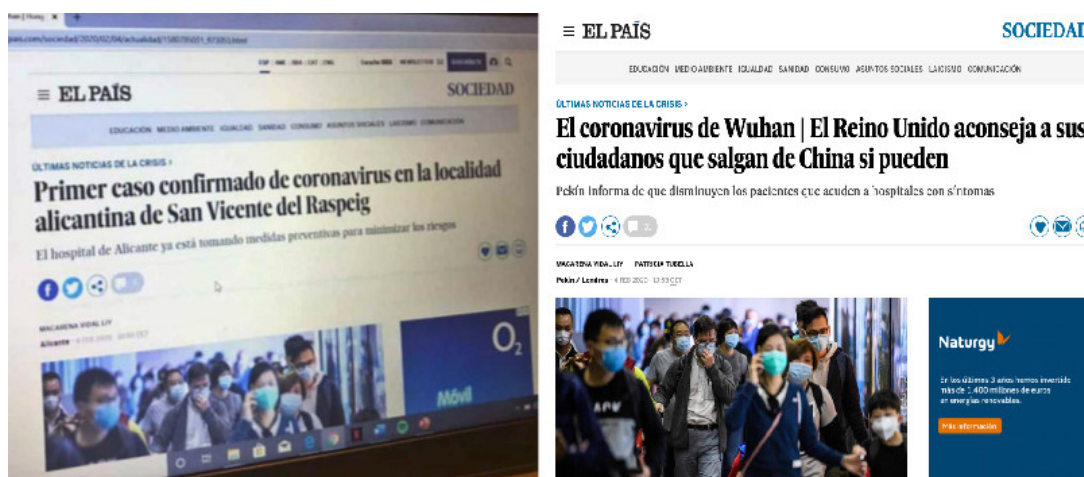 EL PAÍS
SOCIEDAD
EDUCACIÓN MEDIO AMBIENTE IGUALDAD SANIDAD CONSUMO ASUNTOS SOCIALES LAICISMO COMUNICACIÓN
ÚLTIMAS NOTICIAS DE LA CRISIS >
Primer caso confirmado de coronavirus en la localidad
alicantina de San Vicente del Raspeig
El hospital de Alicante ya está tomando medidas preventivas para minimizar los riesgos
MACARENA VIDAL LIY
Alicante
O2
Móvil
EL PAÍS
SOCIEDAD
EDUCACIÓN MEDIO AMBIENTE IGUALDAD SANIDAD CONSUMO ASUNTOS SOCIALES LAICISMO COMUNICACIÓN
ÚLTIMAS NOTICIAS DE LA CRISIS >
El coronavirus de Wuhan | El Reino Unido aconseja a sus
ciudadanos que salgan de China si pueden
Pekín informa de que disminuyen los pacientes que acuden a hospitales con síntomas
MACARENA VIDAL LIY PATRICIA TUBELLA
Pekín / Londres - 4 FEB 2020 - 13:53 CET
Naturgy
En los últimos 3 años hemos invertido
más de 1.400 millones de euros
en energías renovables.
Más información